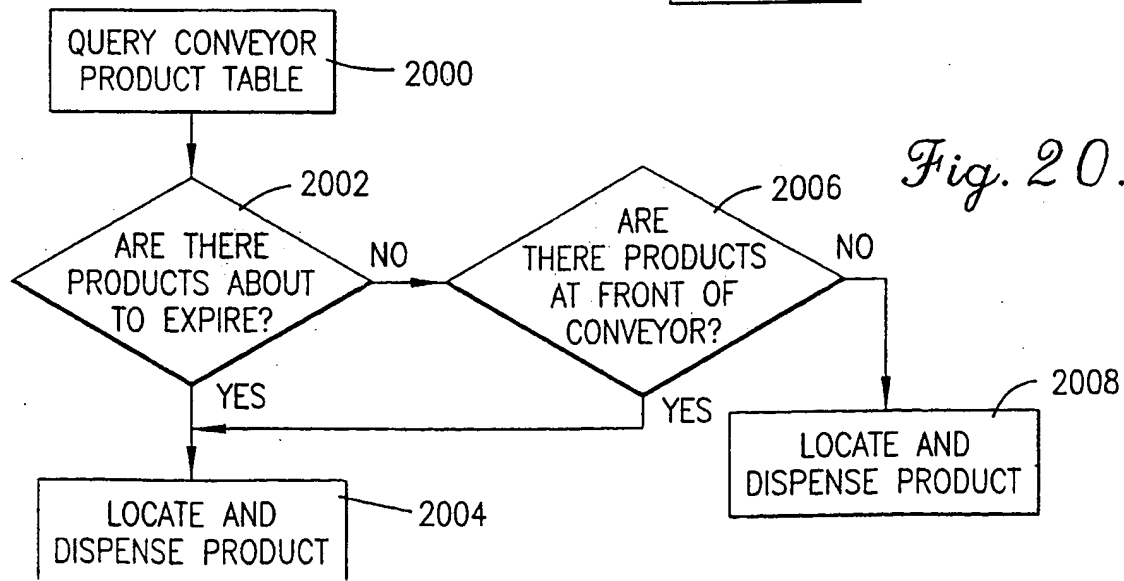 QUERY CONVEYOR
PRODUCT TABLE
2000
Fig. 20.
2002
ARE THERE
PRODUCTS ABOUT
TO EXPIRE?
NO
YES
2006
ARE
THERE PRODUCTS
AT FRONT OF
CONVEYOR?
NO
YES
2008
LOCATE AND
DISPENSE PRODUCT
2004
LOCATE AND
DISPENSE PRODUCT